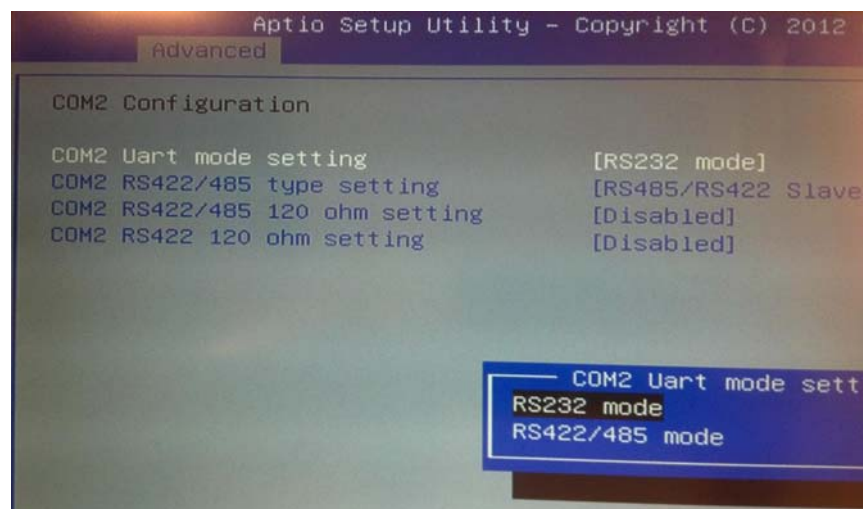 Aptio Setup Utility – Copyright (C) 2012
Advanced
COM2 Configuration
COM2 Uart mode setting [RS232 mode]
COM2 RS422/485 type setting [RS485/RS422 Slave
COM2 RS422/485 120 ohm setting [Disabled]
COM2 RS422 120 ohm setting [Disabled]
COM2 Uart mode sett
RS232 mode
RS422/485 mode